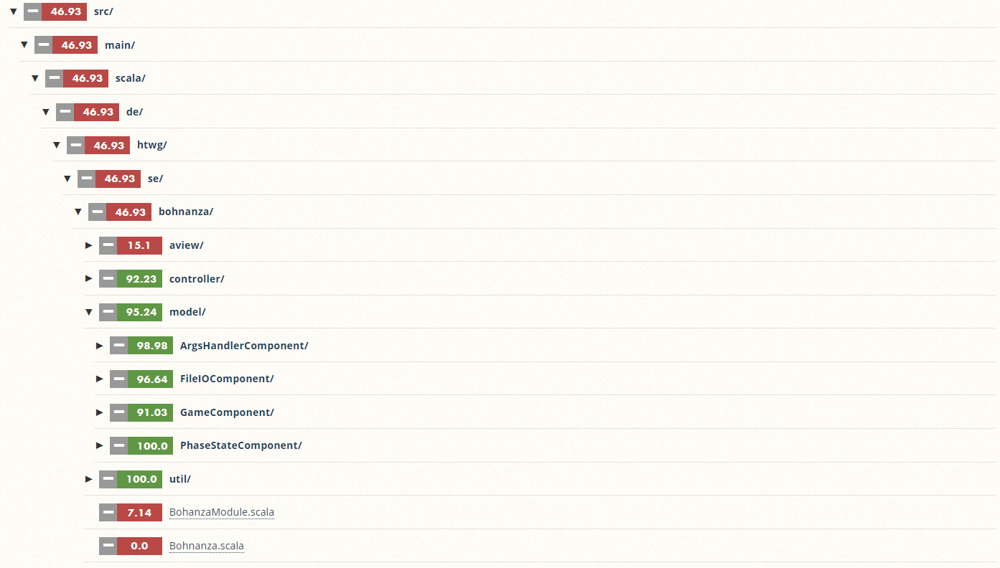 46.93 src/
46.93 main/
46.93 scala/
46.93 de/
46.93 htwg/
46.93 se/
46.93 bohnanza/
15.1 aview/
92.23 controller/
95.24 model/
98.98 ArgsHandlerComponent/
96.64 FileIOComponent/
91.03 GameComponent/
100.0 PhaseStateComponent/
100.0 util/
7.14 BohanzaModule.scala
0.0 Bohnanza.scala